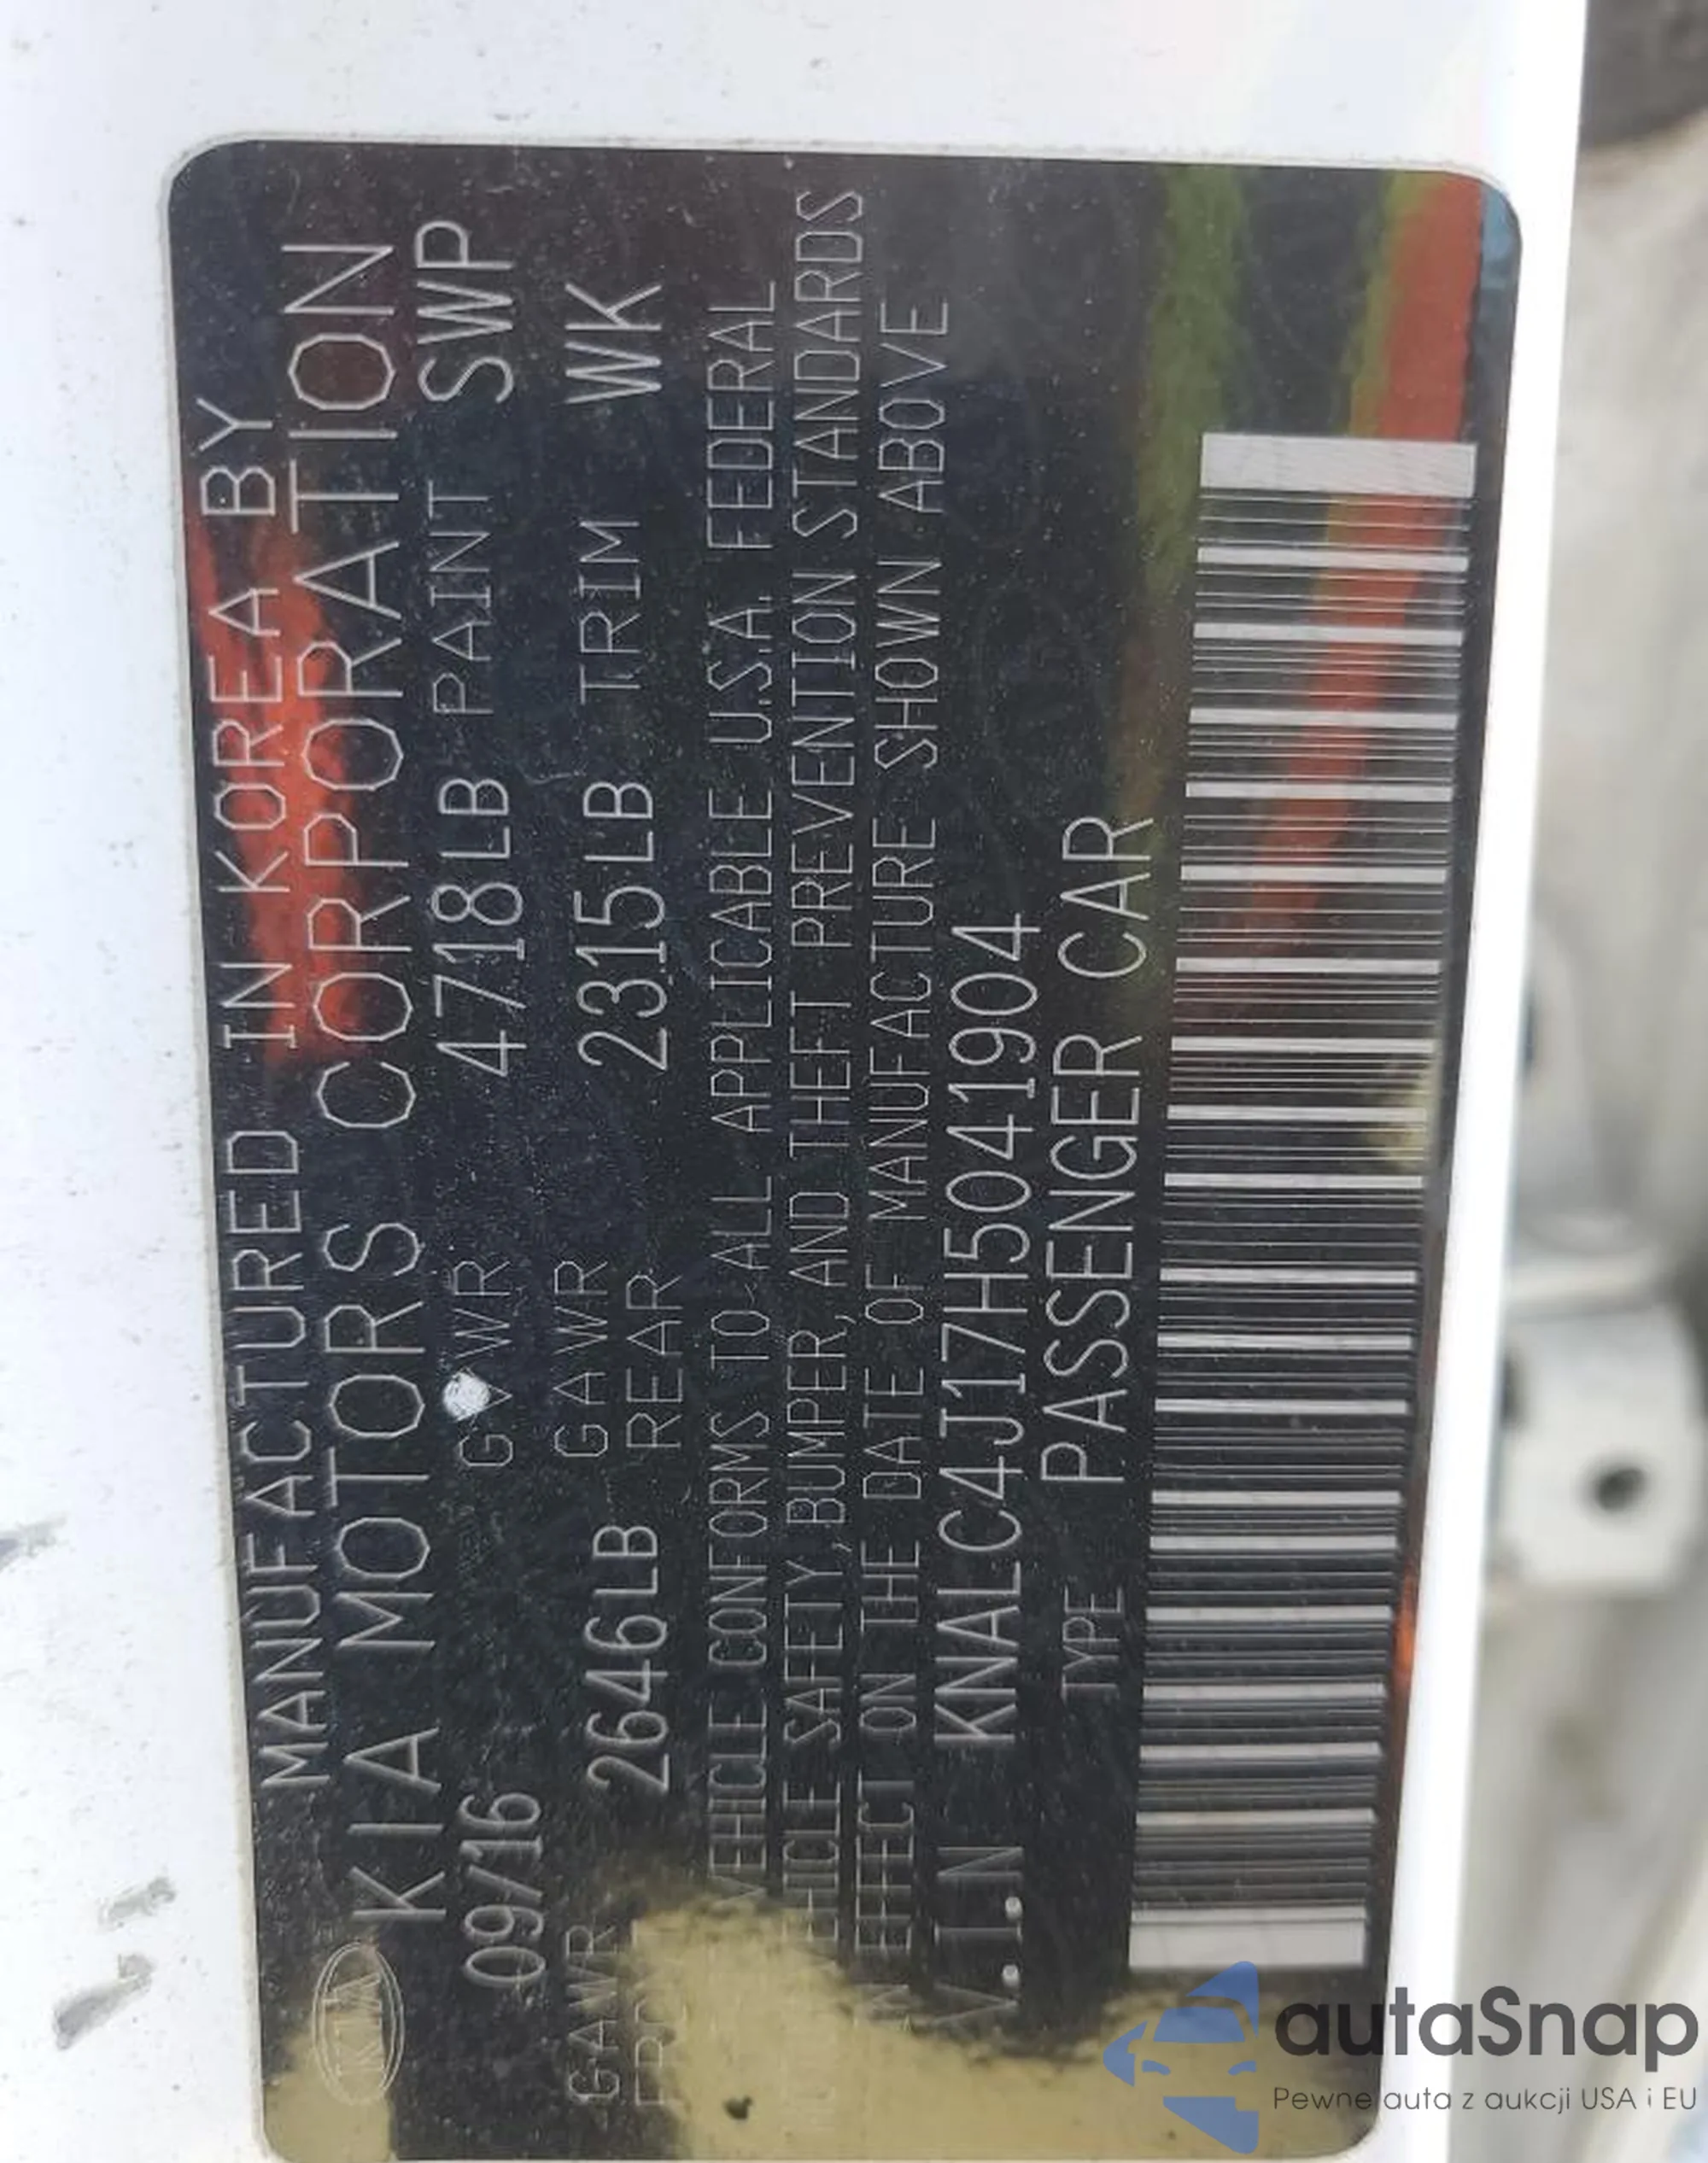 MANUFACTURED IN KOREA BY
KIA KIA MOTORS CORPORATION
09/16 GVWR 4718LB PAINT SWP
GAWR 2646LB GAWR 2315LB TRIM WK
REAR
VEHICLE CONFORMS TO ALL APPLICABLE U.S.A. FEDERAL
SAFETY, BUMPER, AND THEFT PREVENTION STANDARDS
IN EFFECT ON THE DATE OF MANUFACTURE SHOWN ABOVE
V.I.N. KNALC4J17H5041904
TYPE PASSENGER CAR
autaSnap
Pewne auta z aukcji USA i EU